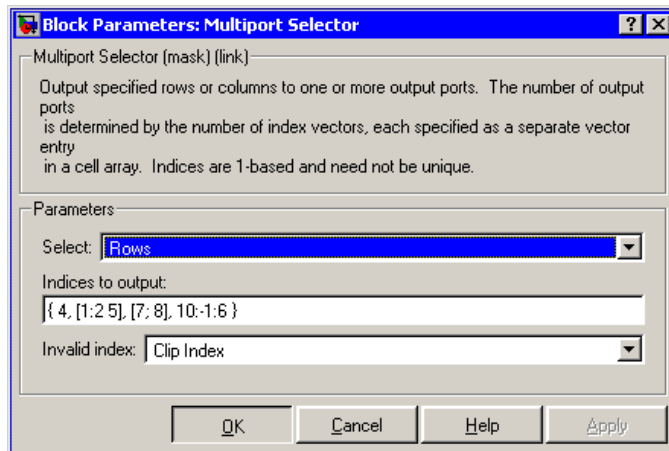 Block Parameters: Multiport Selector
Multiport Selector (mask) (link)
Output specified rows or columns to one or more output ports. The number of output
ports
is determined by the number of index vectors, each specified as a separate vector
entry
in a cell array. Indices are 1-based and need not be unique.
Parameters
Select: Rows
Indices to output:
{ 4, [1:2 5], [7; 8], 10:-1:6 }
Invalid index: Clip Index
OK Cancel Help Apply